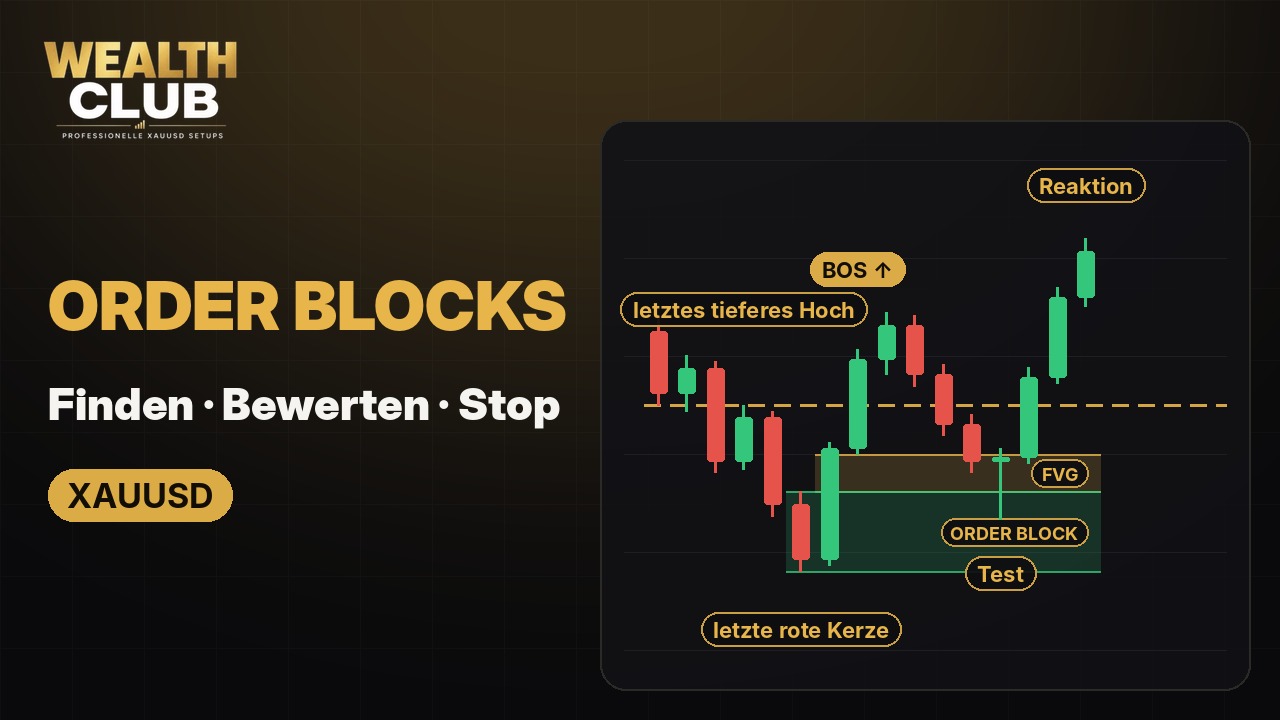 WEALTH
CLUB
PROFESSIONELLE XAUUSD SETUPS
ORDER BLOCKS
Finden · Bewerten · Stop
XAUUSD
Reaktion
BOS ↑
letztes tieferes Hoch
FVG
ORDER BLOCK
Test
letzte rote Kerze